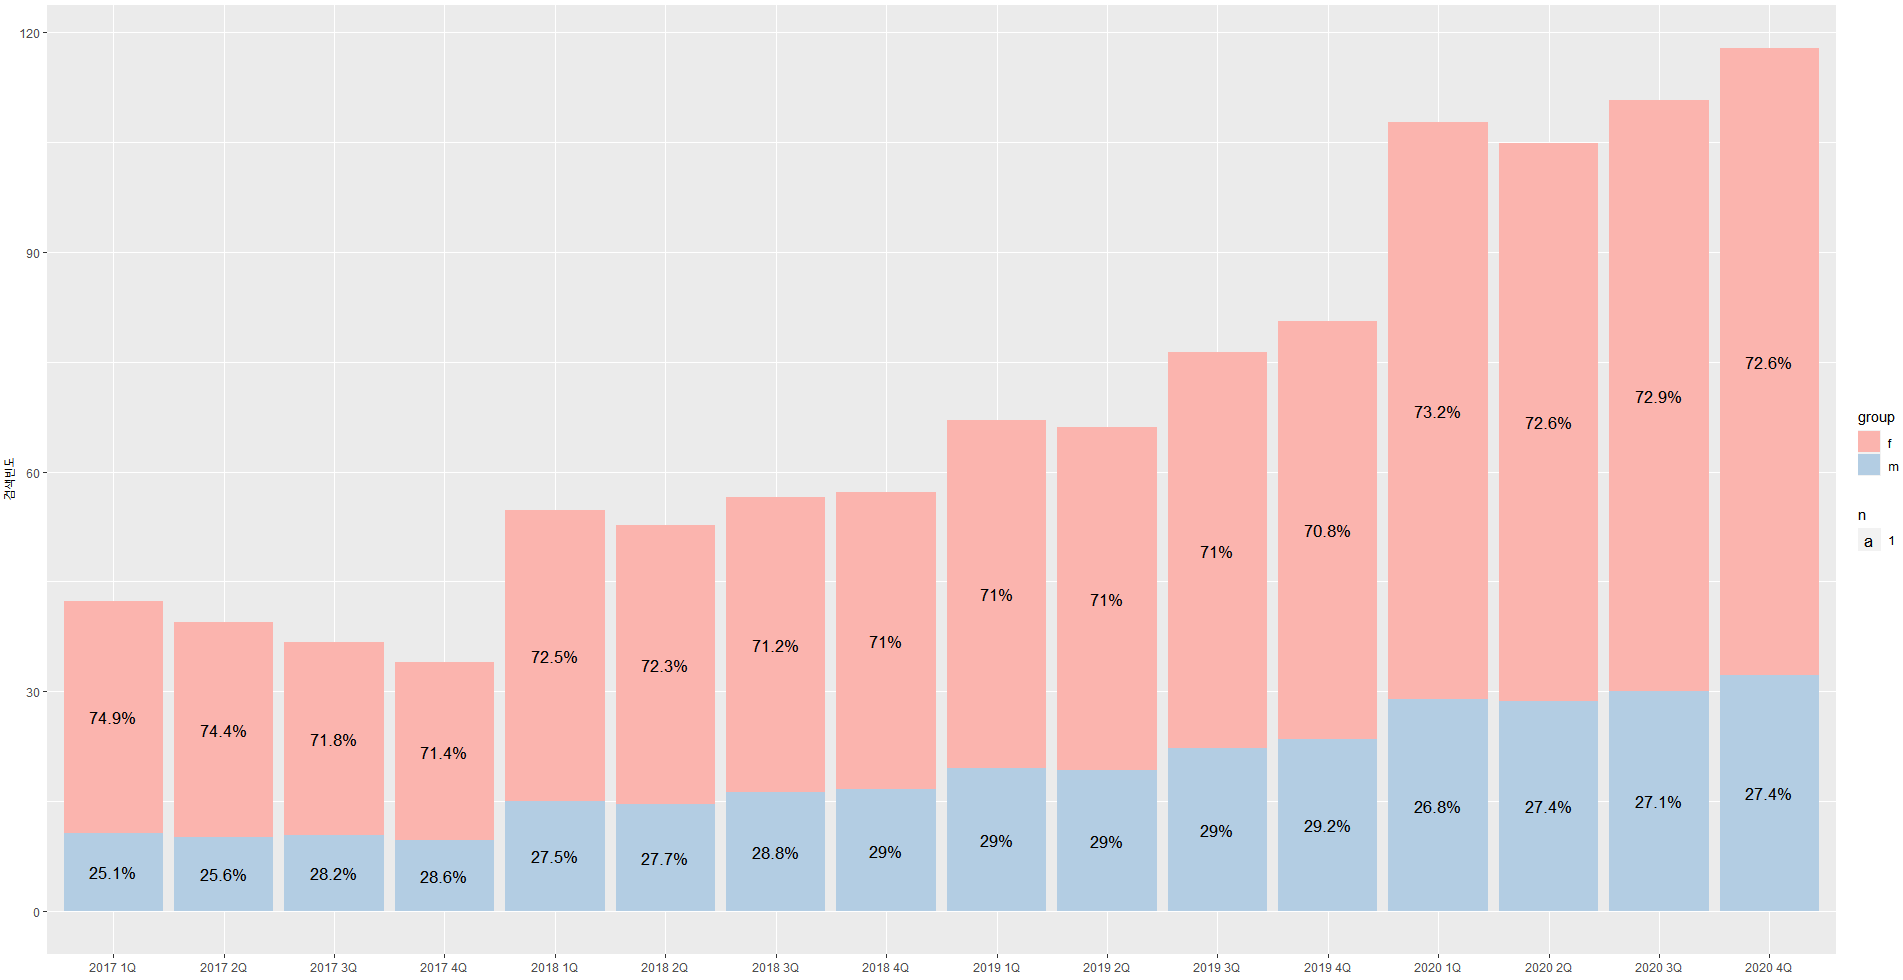 120
90
60
30
0
검색빈도
74.9%
74.4%
71.8%
71.4%
72.5%
72.3%
71.2%
71%
71%
71%
71%
70.8%
73.2%
72.6%
72.9%
72.6%
25.1%
25.6%
28.2%
28.6%
27.5%
27.7%
28.8%
29%
29%
29%
29%
29.2%
26.8%
27.4%
27.1%
27.4%
2017 1Q
2017 2Q
2017 3Q
2017 4Q
2018 1Q
2018 2Q
2018 3Q
2018 4Q
2019 1Q
2019 2Q
2019 3Q
2019 4Q
2020 1Q
2020 2Q
2020 3Q
2020 4Q
group
f
m
n
a 1